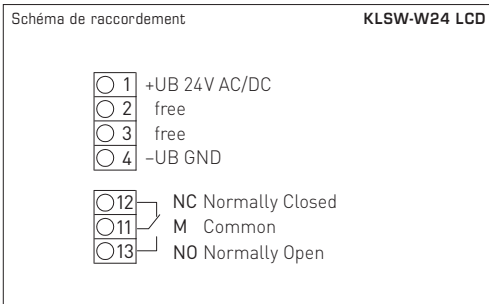 Schéma de raccordement KLSW-W24 LCD
1 +UB 24V AC/DC
2 free
3 free
4 –UB GND
12 NC Normally Closed
11 M Common
13 NO Normally Open